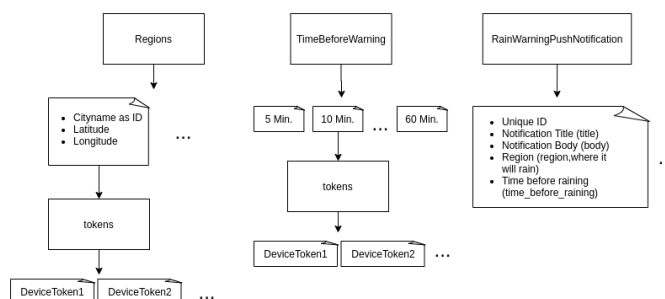 Regions
TimeBeforeWarning
RainWarningPushNotification
Cityname as ID
Latitude
Longitude
...
5 Min.
10 Min.
...
60 Min.
Unique ID
Notification Title (title)
Notification Body (body)
Region (region,where it
will rain)
Time before raining
(time_before_raining)
tokens
tokens
DeviceToken1
DeviceToken2
...
DeviceToken1
DeviceToken2
...